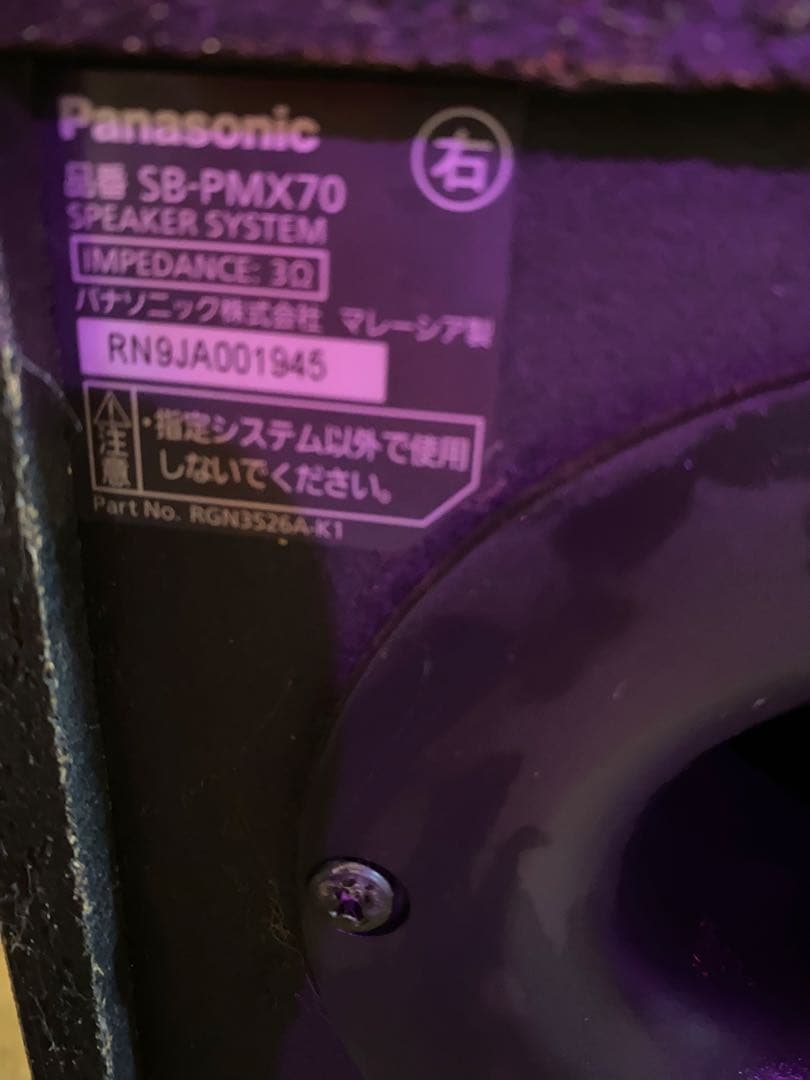 Panasonic
右
品番 SB-PMX70
SPEAKER SYSTEM
IMPEDANCE: 3Ω
パナソニック株式会社 マレーシア製
RN9JA001945
注意
・指定システム以外で使用
しないでください。
Part No. RGN3526A-K1